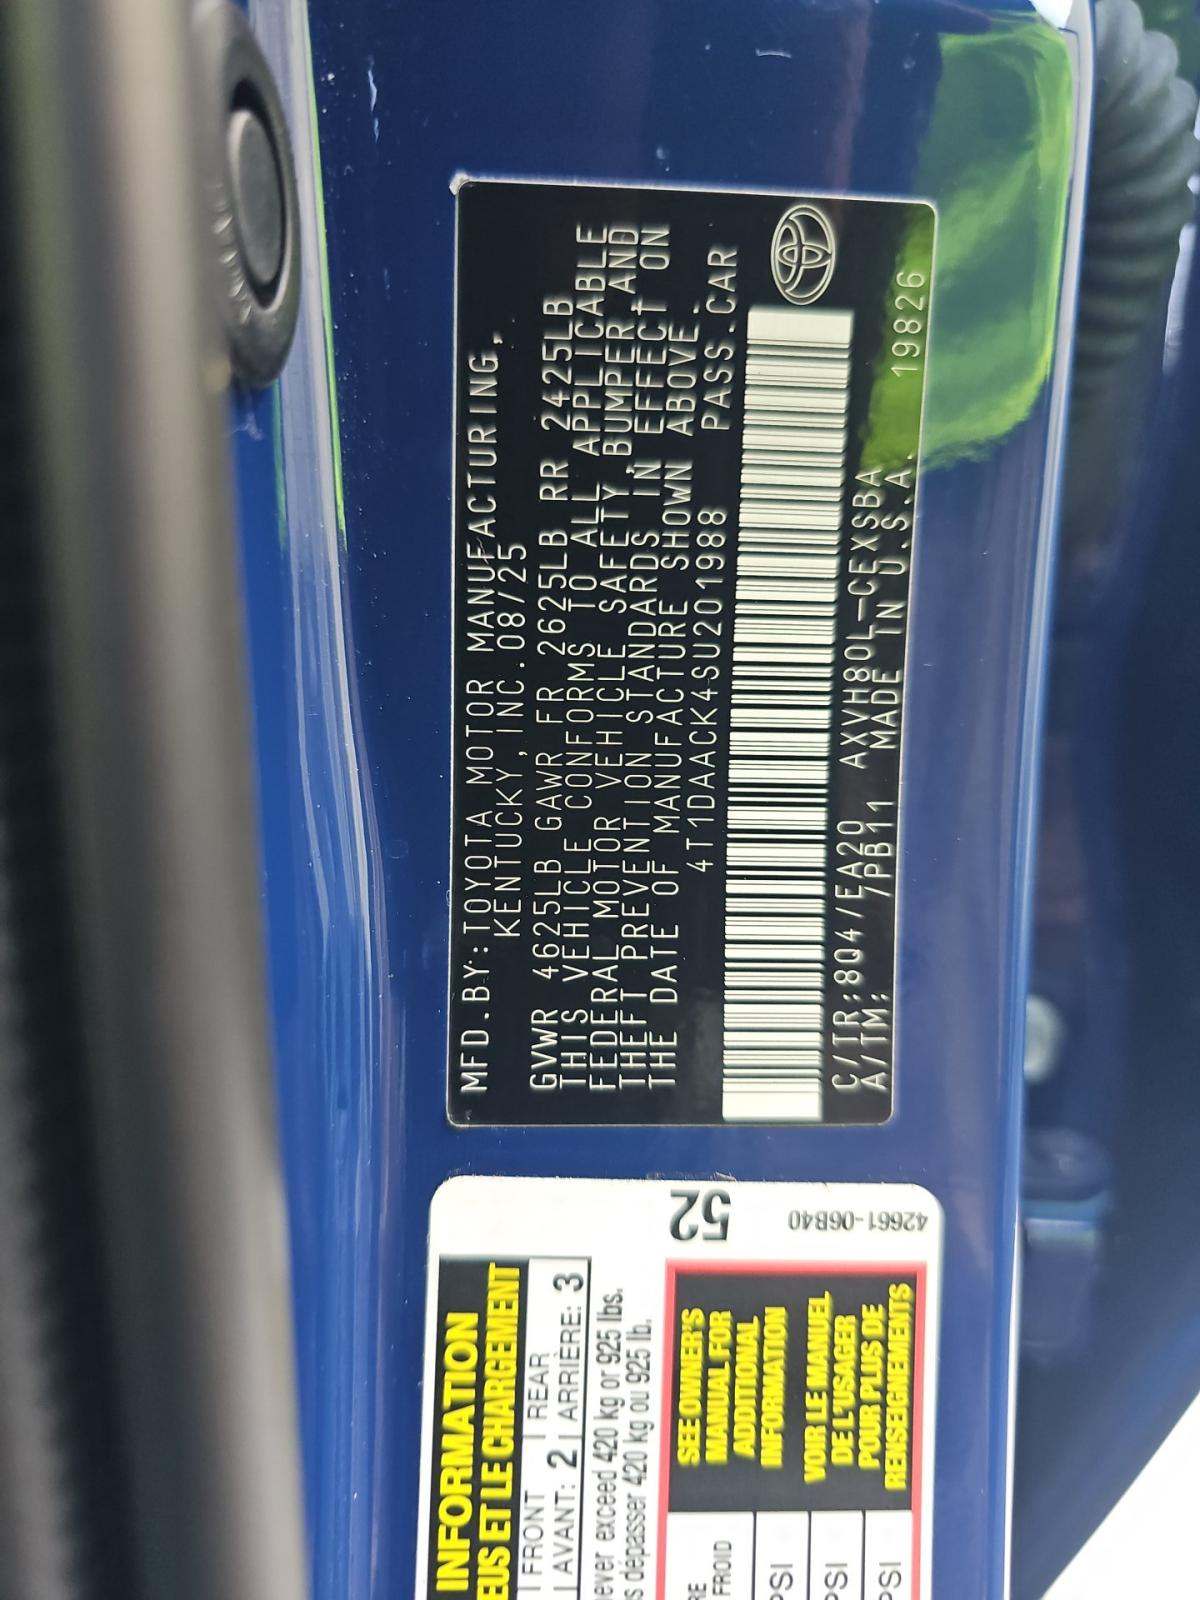 MFD.BY:TOYOTA MOTOR MANUFACTURING,
KENTUCKY,INC.08/25
GVWR 4625LB GAWR FR 2625LB RR 2425LB
THIS VEHICLE CONFORMS TO ALL APPLICABLE
FEDERAL MOTOR VEHICLE SAFETY,BUMPER,AND
THEFT PREVENTION STANDARDS IN EFFECT ON
THE DATE OF MANUFACTURE SHOWN ABOVE.
4T1DAACK4SU201988 PASS.CAR
C/TR:804/EA20 AXVH80L-CEXSBA
A/TM: /PB11 MADE IN U.S.A. 19826
52
42661-06B40
INFORMATION
ET LE CHARGEMENT
FRONT REAR
AVANT: 2 ARRIÈRE: 3
never exceed 420 kg or 925 lbs.
dépasser 420 kg ou 925 lb.
SEE OWNER'S
MANUAL FOR
ADDITIONAL
INFORMATION
VOIR LE MANUEL
DE L'USAGER
POUR PLUS DE
RENSEIGNEMENTS
FROID
PSI
PSI
PSI